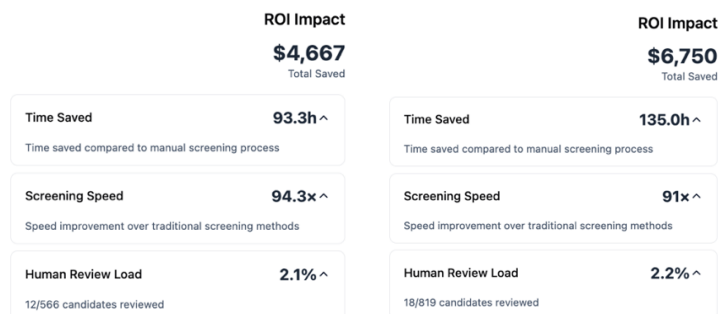 ROI Impact
$4,667
Total Saved
Time Saved 93.3h
Time saved compared to manual screening process
Screening Speed 94.3×
Speed improvement over traditional screening methods
Human Review Load 2.1%
12/566 candidates reviewed
ROI Impact
$6,750
Total Saved
Time Saved 135.0h
Time saved compared to manual screening process
Screening Speed 91×
Speed improvement over traditional screening methods
Human Review Load 2.2%
18/819 candidates reviewed